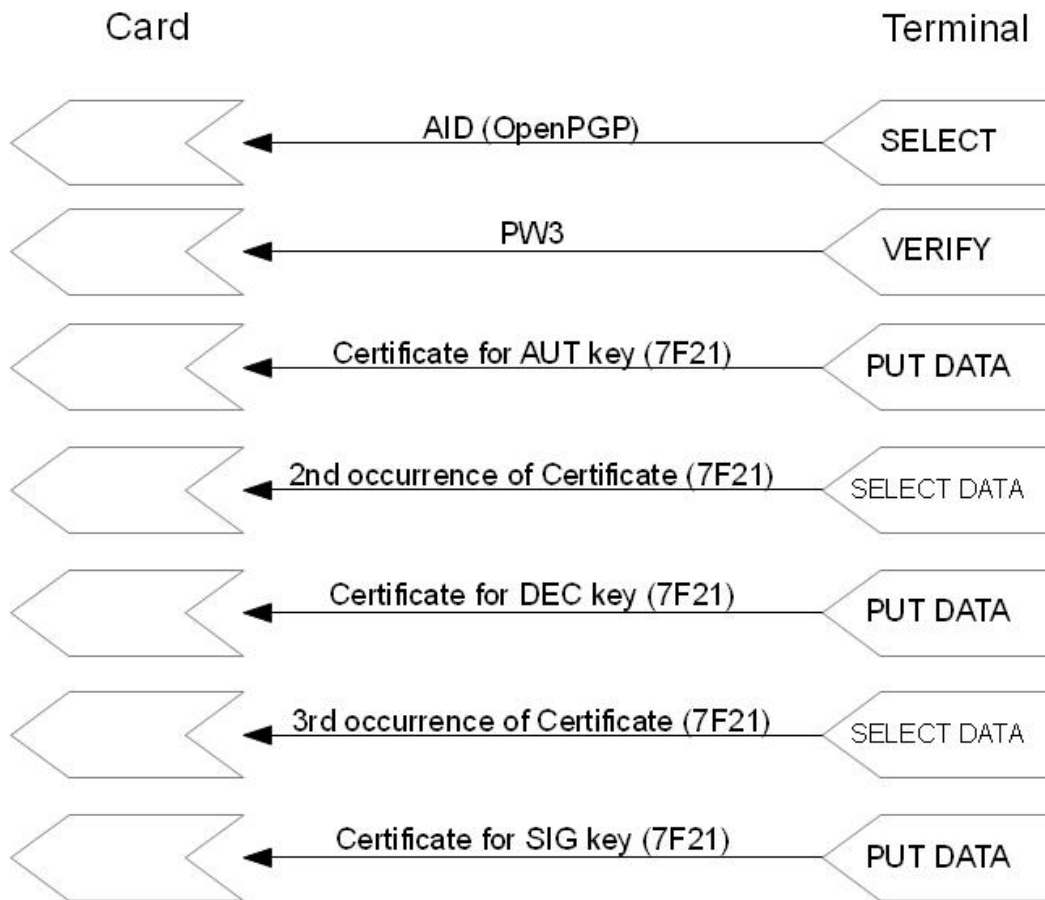 Card
Terminal
AID (OpenPGP)
SELECT
PW3
VERIFY
Certificate for AUT key (7F21)
PUT DATA
2nd occurrence of Certificate (7F21)
SELECT DATA
Certificate for DEC key (7F21)
PUT DATA
3rd occurrence of Certificate (7F21)
SELECT DATA
Certificate for SIG key (7F21)
PUT DATA